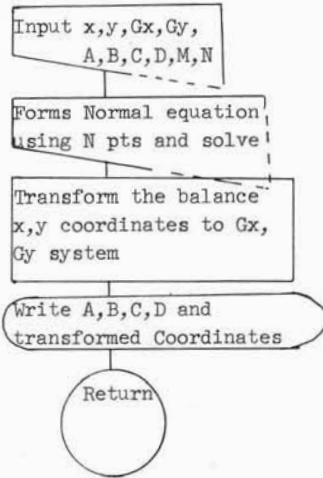 Input x,y,Gx,Gy,
A,B,C,D,M,N
Forms Normal equation
using N pts and solve
Transform the balance
x,y coordinates to Gx,
Gy system
Write A,B,C,D and
transformed Coordinates
Return